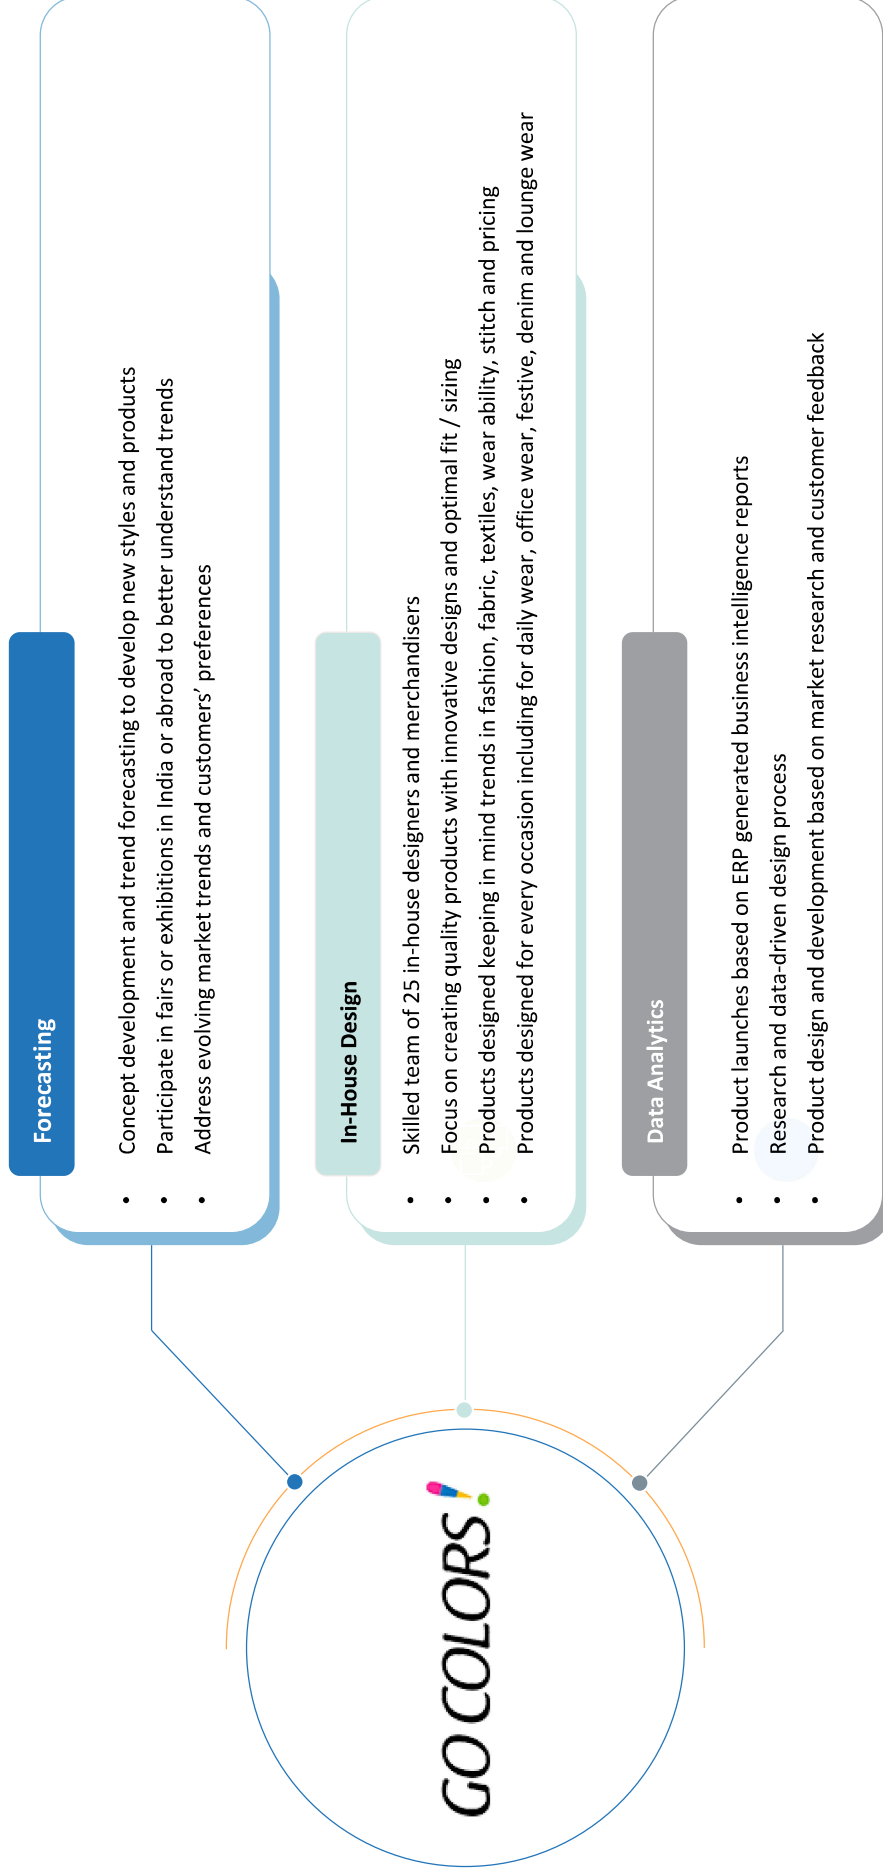 GO COLORS!
Forecasting
• Concept development and trend forecasting to develop new styles and products
• Participate in fairs or exhibitions in India or abroad to better understand trends
• Address evolving market trends and customers’ preferences
In-House Design
• Skilled team of 25 in-house designers and merchandisers
• Focus on creating quality products with innovative designs and optimal fit / sizing
• Products designed keeping in mind trends in fashion, fabric, textiles, wear ability, stitch and pricing
• Products designed for every occasion including for daily wear, office wear, festive, denim and lounge wear
Data Analytics
• Product launches based on ERP generated business intelligence reports
• Research and data-driven design process
• Product design and development based on market research and customer feedback